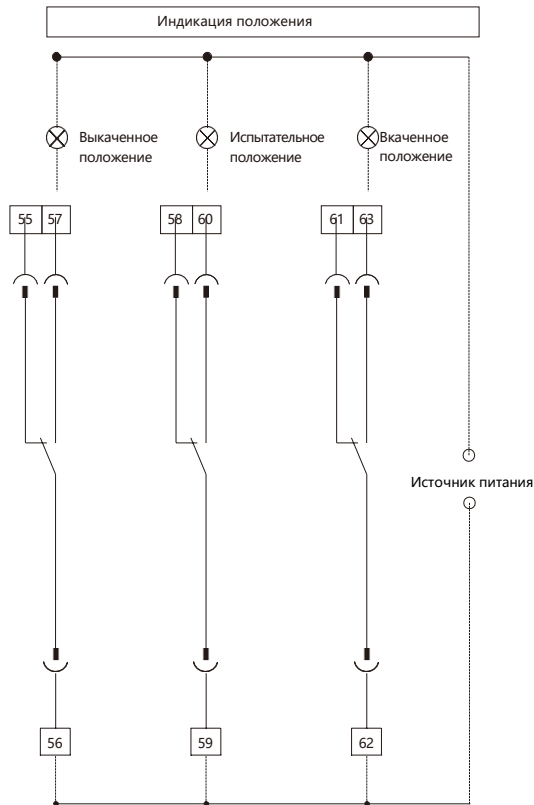 Индикация положения
Выкаченное
положение
Испытательное
положение
Вкаченное
положение
55 57 58 60 61 63
Источник питания
56 59 62